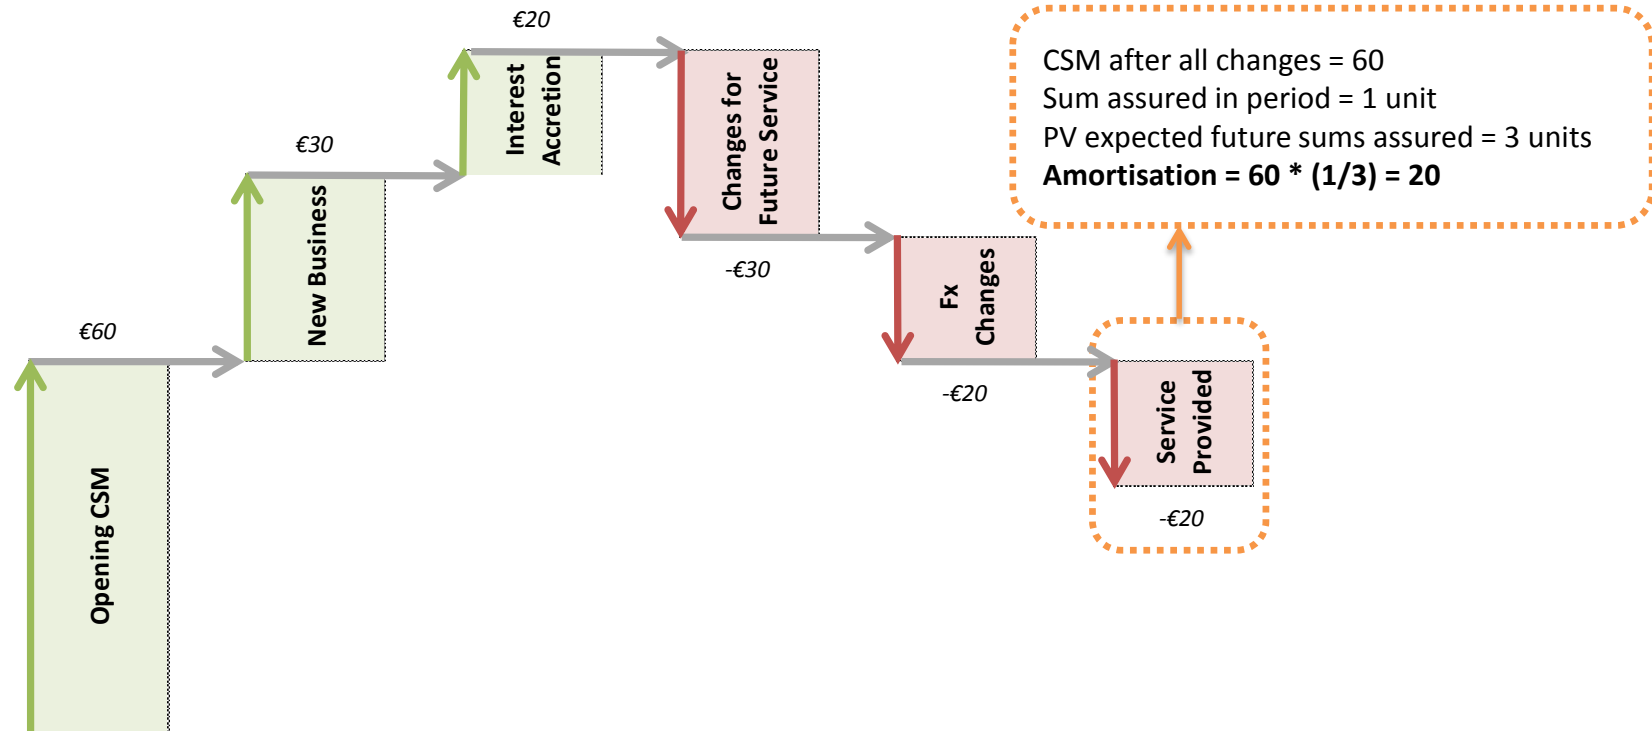 €60
Opening CSM
€30
New Business
€20
Interest
Accretion
Changes for
Future Service
-€30
Fx
Changes
-€20
Service
Provided
-€20
CSM after all changes = 60
Sum assured in period = 1 unit
PV expected future sums assured = 3 units
Amortisation = 60 * (1/3) = 20